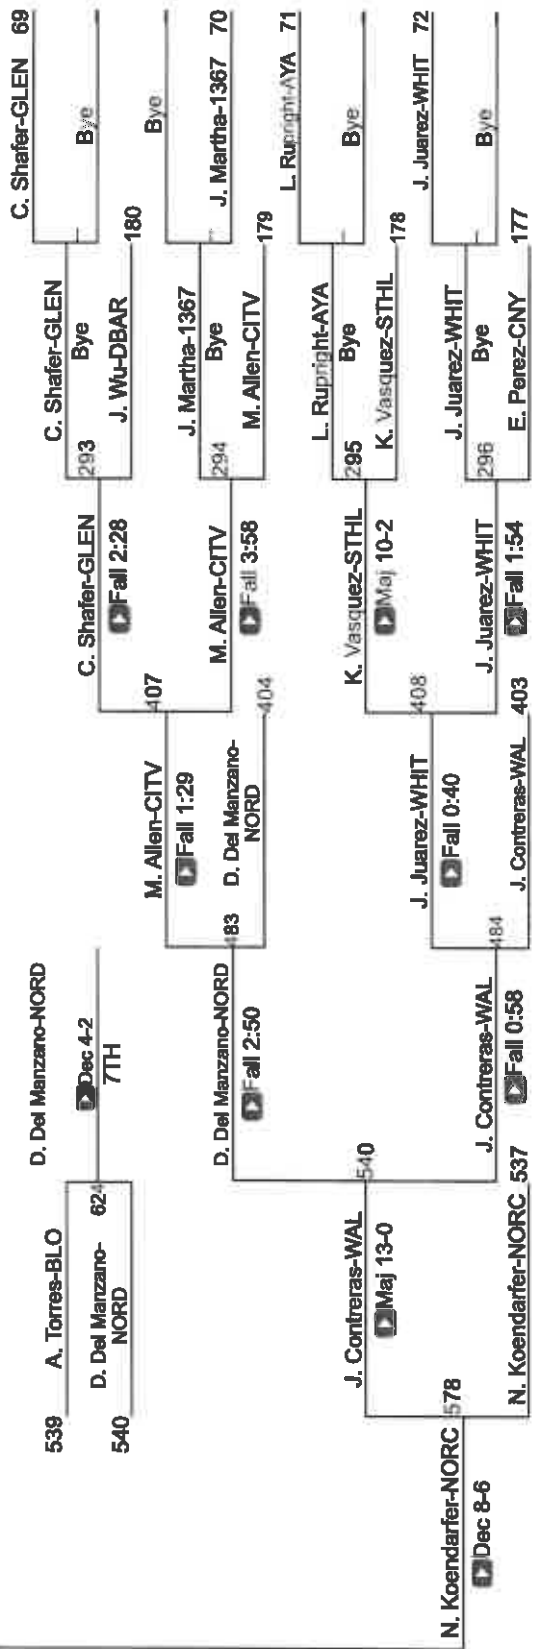 C. Shafer-GLEN 69
Bye
Bye
J. Martha-1367 70
L. Rupright-AYA 71
Bye
J. Juarez-WHIT 72
Bye
C. Shafer-GLEN
293 Bye
J. Wu-DBAR 180
J. Martha-1367
294 Bye
M. Allen-CITV 179
L. Rupright-AYA
295 Bye
K. Vasquez-STHL 178
J. Juarez-WHIT
296 Bye
E. Perez-CNY 177
C. Shafer-GLEN
Fall 2:28
407
M. Allen-CITV
Fall 3:58
K. Vasquez-STHL
Maj 10-2
408
J. Juarez-WHIT
Fall 1:54
M. Allen-CITV
Fall 1:29
483 D. Del Manzano-
NORD 404
J. Juarez-WHIT
Fall 0:40
484
J. Contreras-WAL 403
D. Del Manzano-NORD
Dec 4-2
7TH
D. Del Manzano-NORD
Fall 2:50
540
J. Contreras-WAL
Fall 0:58
539 A. Torres-BLO
624
D. Del Manzano-
540 NORD
J. Contreras-WAL
Maj 13-0
578
N. Koendarfer-NORC 537
N. Koendarfer-NORC
Dec 8-6